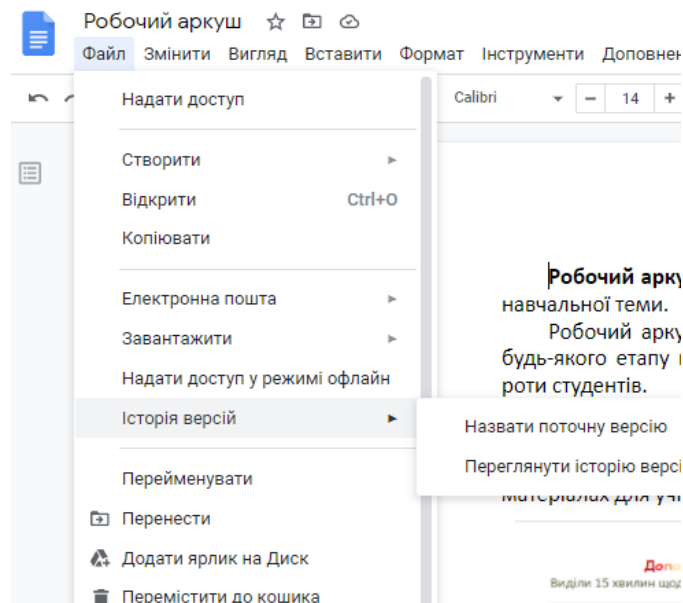 Робочий аркуш
Файл Змінити Вигляд Вставити Формат Інструменти Доповнен
Calibri – 14 +
Надати доступ
Створити ►
Відкрити Ctrl+O
Копіювати
Електронна пошта ►
Завантажити ►
Надати доступ у режимі офлайн
Історія версій ►
Назвати поточну версію
Переглянути історію версі
Перейменувати
Перенести
Додати ярлик на Диск
Перемістити до кошика
Робочий арку
навчальної теми.
Робочий арку
будь-якого етапу
роти студентів.
матеріалах для учн
Допо
Виділи 15 хвилин щод